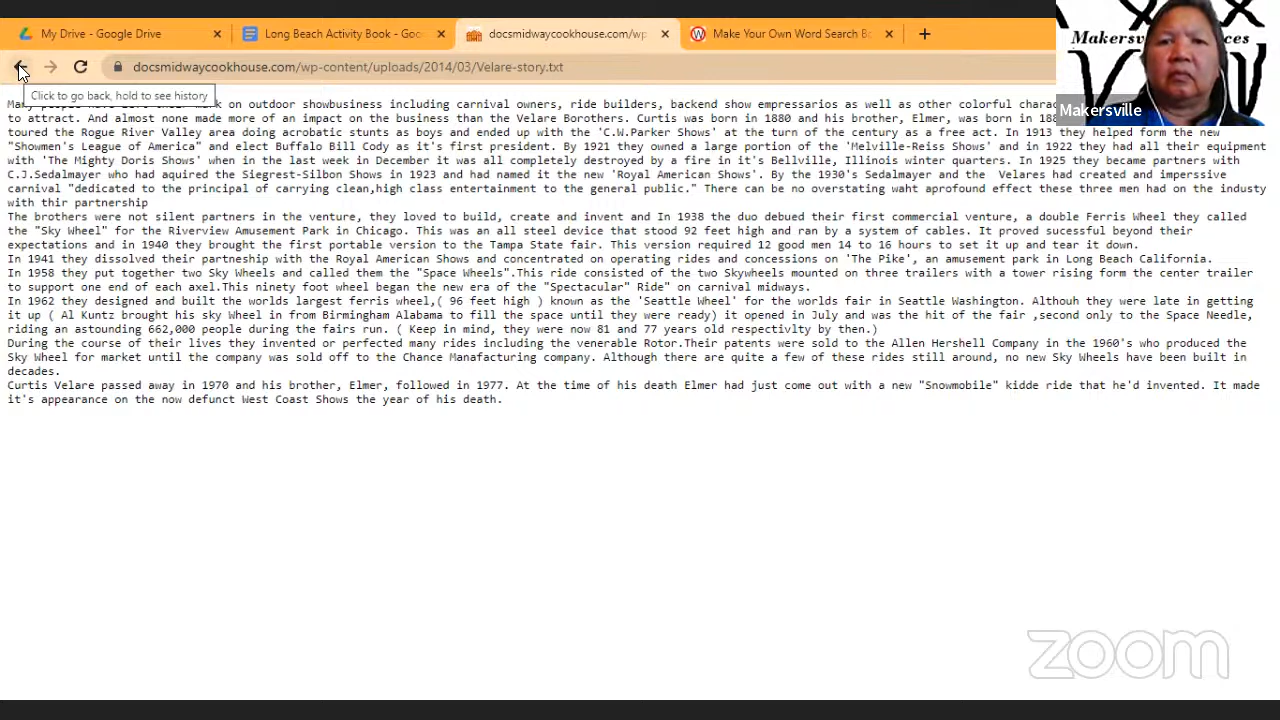 My Drive - Google Drive
Long Beach Activity Book - Goo
docsmidwaycookhouse.com/wp
Make Your Own Word Search Bo
docsmidwaycookhouse.com/wp-content/uploads/2014/03/Velare-story.txt
Click to go back, hold to see history
Makersville
on outdoor showbusiness including carnival owners, ride builders, backend show empressarios as well as other colorful
to attract. And almost none made more of an impact on the business than the Velare Borothers. Curtis was born in 1880 and his brother, Elmer, was born in
toured the Rogue River Valley area doing acrobatic stunts as boys and ended up with the 'C.W.Parker Shows' at the turn of the century as a free act. In 1913 they helped form the new
"Showmen's League of America" and elect Buffalo Bill Cody as it's first president. By 1921 they owned a large portion of the 'Melville-Reiss Shows' and in 1922 they had all their equipment
with 'The Mighty Doris Shows' when in the last week in December it was all completely destroyed by a fire in it's Bellville, Illinois winter quarters. In 1925 they became partners with
C.J.Sedalmayer who had aquired the Siegrest-Silbon Shows in 1923 and had named it the new 'Royal American Shows'. By the 1930's Sedalmayer and the  Velares had created and imperssive
carnival "dedicated to the principal of carrying clean,high class entertainment to the general public." There can be no overstating waht aprofound effect these three men had on the industy
with thir partnership
The brothers were not silent partners in the venture, they loved to build, create and invent and In 1938 the duo debued their first commercial venture, a double Ferris Wheel they called
the "Sky Wheel" for the Riverview Amusement Park in Chicago. This was an all steel device that stood 92 feet high and ran by a system of cables. It proved sucessful beyond their
expectations and in 1940 they brought the first portable version to the Tampa State fair. This version required 12 good men 14 to 16 hours to set it up and tear it down.
In 1941 they dissolved their partneship with the Royal American Shows and concentrated on operating rides and concessions on 'The Pike', an amusement park in Long Beach California.
In 1958 they put together two Sky Wheels and called them the "Space Wheels".This ride consisted of the two Skywheels mounted on three trailers with a tower rising form the center trailer
to support one end of each axel.This ninety foot wheel began the new era of the "Spectacular" Ride" on carnival midways.
In 1962 they designed and built the worlds largest ferris wheel,( 96 feet high ) known as the 'Seattle Wheel' for the worlds fair in Seattle Washington. Althouh they were late in getting
it up ( Al Kuntz brought his sky Wheel in from Birmingham Alabama to fill the space until they were ready) it opened in July and was the hit of the fair ,second only to the Space Needle,
riding an astounding 662,000 people during the fairs run. ( Keep in mind, they were now 81 and 77 years old respectivlty by then.)
During the course of their lives they invented or perfected many rides including the venerable Rotor.Their patents were sold to the Allen Hershell Company in the 1960's who produced the
Sky Wheel for market until the company was sold off to the Chance Manafacturing company. Although there are quite a few of these rides still around, no new Sky Wheels have been built in
decades.
Curtis Velare passed away in 1970 and his brother, Elmer, followed in 1977. At the time of his death Elmer had just come out with a new "Snowmobile" kidde ride that he'd invented. It made
it's appearance on the now defunct West Coast Shows the year of his death.
zoom